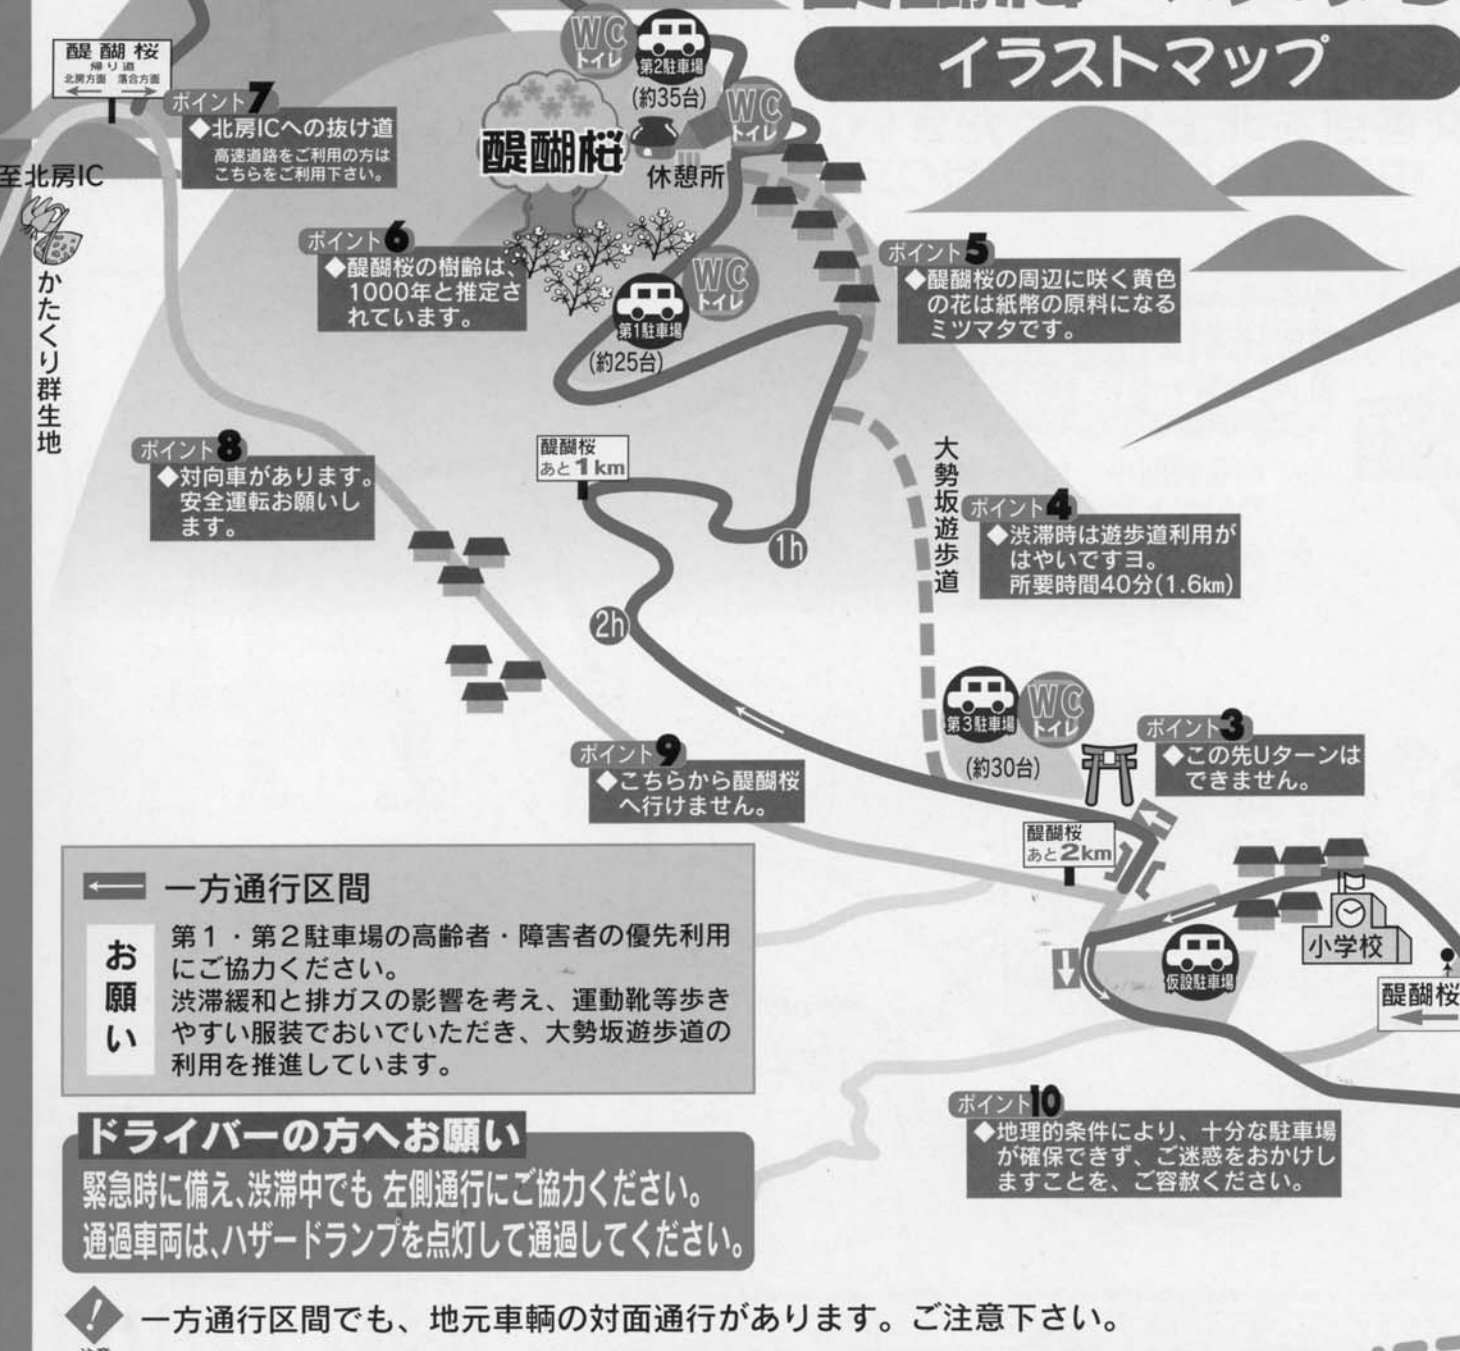 イラストマップ
醍醐桜
帰り道
北房方面 落合方面
ポイント7
◆北房ICへの抜け道
高速道路をご利用の方は
こちらをご利用下さい。
至北房IC
かたくり群生地
WC
トイレ
第2駐車場
(約35台)
WC
トイレ
醍醐桜
休憩所
ポイント6
◆醍醐桜の樹齢は、
1000年と推定さ
れています。
WC
トイレ
第1駐車場
(約25台)
ポイント5
◆醍醐桜の周辺に咲く黄色
の花は紙幣の原料になる
ミツマタです。
ポイント8
◆対向車があります。
安全運転お願いし
ます。
醍醐桜
あと1km
1h
2h
大勢坂遊歩道
ポイント4
◆渋滞時は遊歩道利用が
はやいですヨ。
所要時間40分(1.6km)
第3駐車場
WC
トイレ
(約30台)
ポイント3
◆この先Uターンは
できません。
ポイント9
◆こちらから醍醐桜
へ行けません。
醍醐桜
あと2km
小学校
仮設駐車場
醍醐桜
一方通行区間
お願い
第1・第2駐車場の高齢者・障害者の優先利用
にご協力ください。
渋滞緩和と排ガスの影響を考え、運動靴等歩き
やすい服装でおいでいただき、大勢坂遊歩道の
利用を推進しています。
ポイント10
◆地理的条件により、十分な駐車場
が確保できず、ご迷惑をおかけし
ますことを、ご容赦ください。
ドライバーの方へお願い
緊急時に備え、渋滞中でも 左側通行にご協力ください。
通過車両は、ハザードランプを点灯して通過してください。
! 一方通行区間でも、地元車輌の対面通行があります。ご注意下さい。